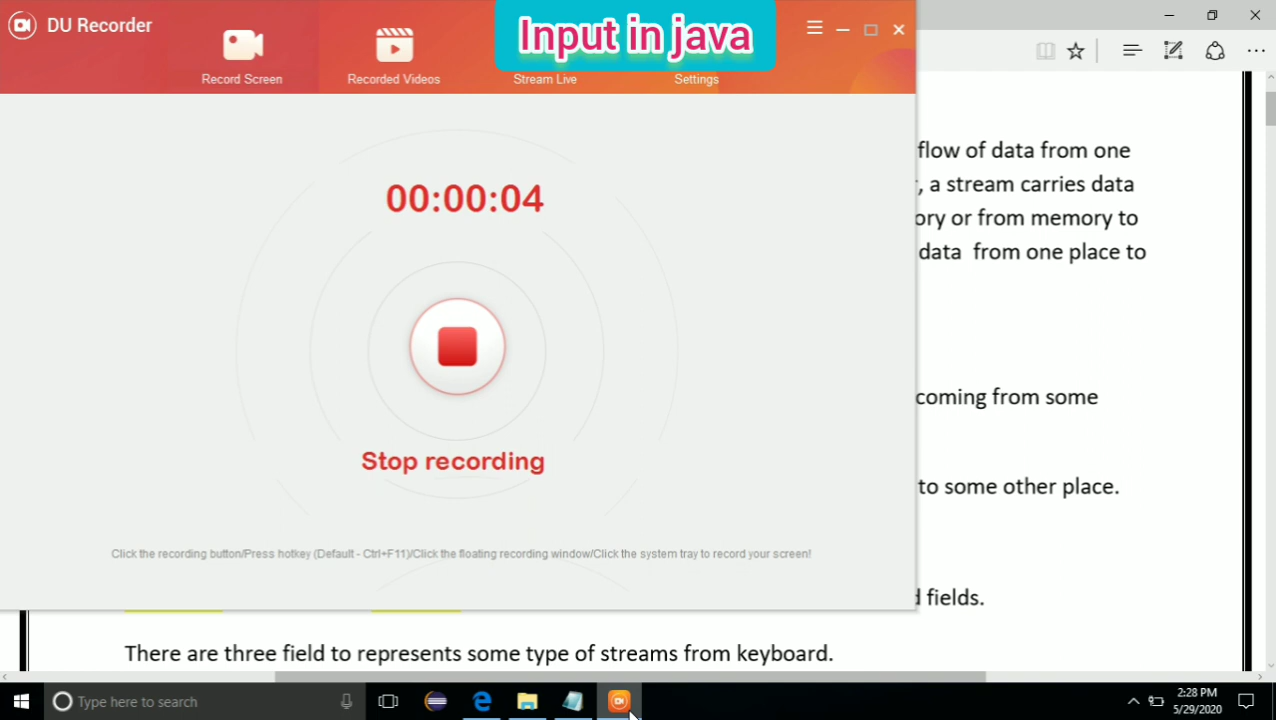 DU Recorder
Input in java
Record Screen
Recorded Videos
Stream Live
Settings
00:00:04
Stop recording
Click the recording button/Press hotkey (Default - Ctrl+F11)/Click the floating recording window/Click the system tray to record your screen!
flow of data from one
, a stream carries data
ory or from memory to
data from one place to
coming from some
to some other place.
d fields.
There are three field to represents some type of streams from keyboard.
Type here to search
2:28 PM
5/29/2020